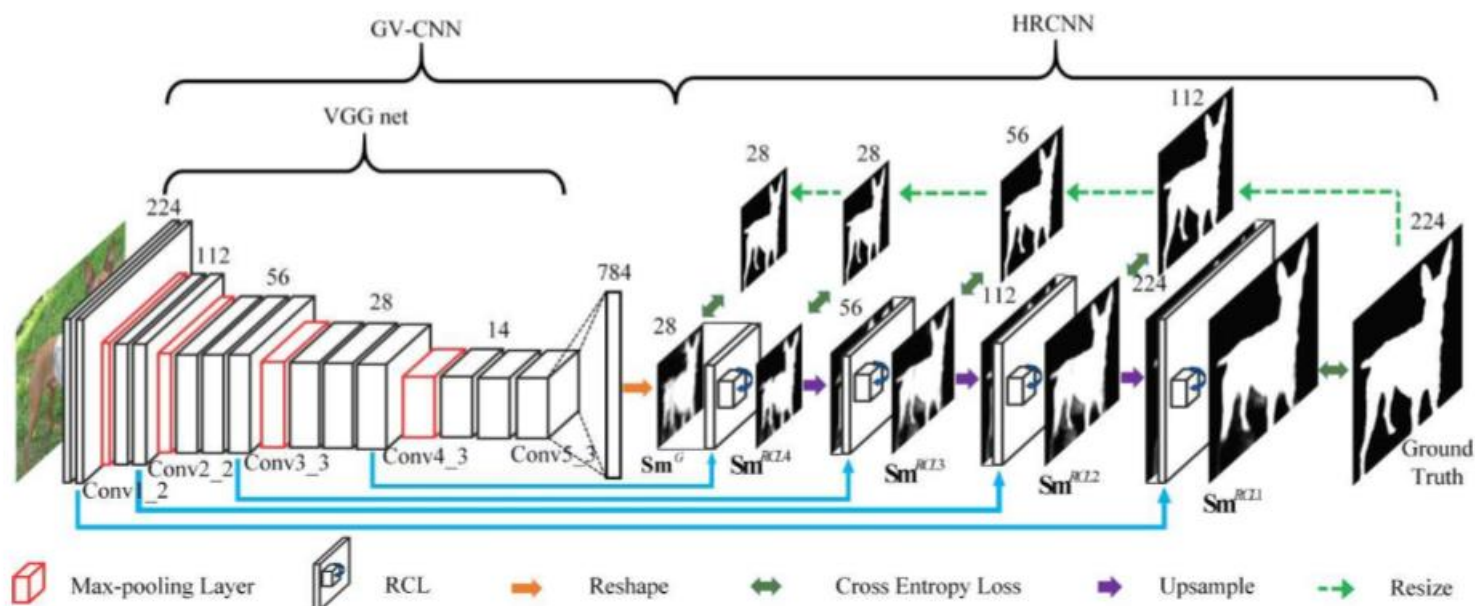 GV-CNN
HRCNN
VGG net
112
56
28
28
224
224
112
56
28
14
784
28
56
112
224
Conv1_2
Conv2_2
Conv3_3
Conv4_3
Conv5_3
Sm^G
Sm^RCL4
Sm^RCL3
Sm^RCL2
Sm^RCL1
Ground
Truth
Max-pooling Layer
RCL
Reshape
Cross Entropy Loss
Upsample
Resize